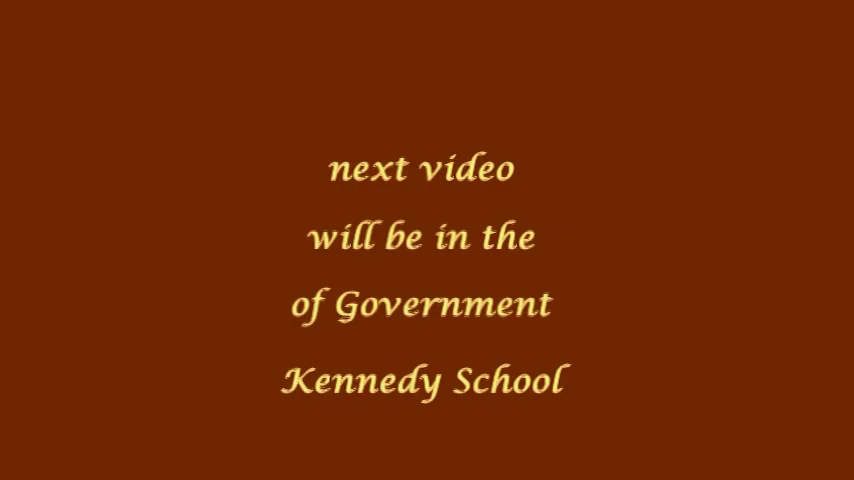 next video
will be in the
of Government
Kennedy School